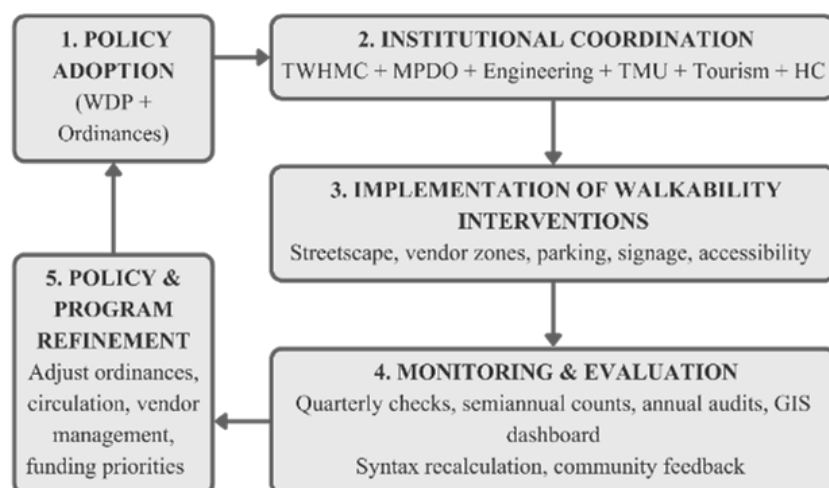 1. POLICY
ADOPTION
(WDP +
Ordinances)
2. INSTITUTIONAL COORDINATION
TWHMC + MPDO + Engineering + TMU + Tourism + HC
3. IMPLEMENTATION OF WALKABILITY
INTERVENTIONS
Streetscape, vendor zones, parking, signage, accessibility
4. MONITORING & EVALUATION
Quarterly checks, semiannual counts, annual audits, GIS
dashboard
Syntax recalculation, community feedback
5. POLICY &
PROGRAM
REFINEMENT
Adjust ordinances,
circulation, vendor
management,
funding priorities